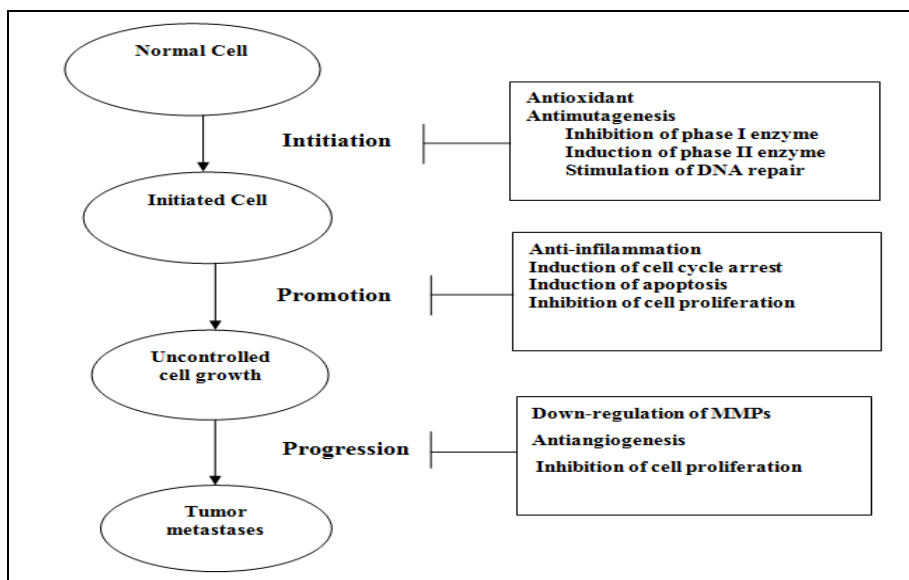 Normal Cell
Intitiation
Antioxidant
Antimutagenesis
Inhibition of phase I enzyme
Induction of phase II enzyme
Stimulation of DNA repair
Initiated Cell
Promotion
Anti-infilammation
Induction of cell cycle arrest
Induction of apoptosis
Inhibition of cell proliferation
Uncontrolled
cell growth
Progression
Down-regulation of MMPs
Antiangiogenesis
Inhibition of cell proliferation
Tumor
metastases